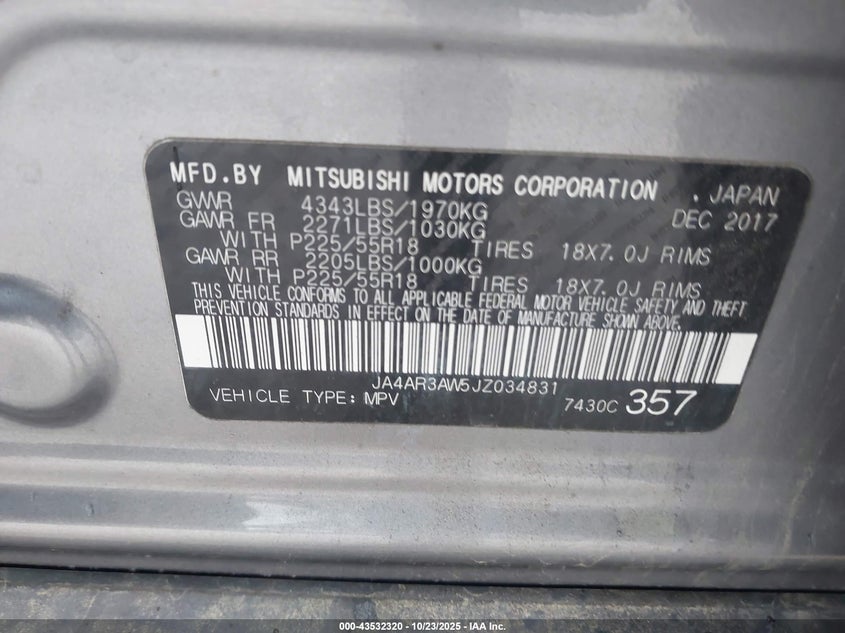 MFD.BY MITSUBISHI MOTORS CORPORATION . JAPAN
GVWR 4343LBS/1970KG DEC 2017
GAWR FR 2271LBS/1030KG
WITH P225/55R18 TIRES 18X7.0J RIMS
GAWR RR 2205LBS/1000KG
WITH P225/55R18 TIRES 18X7.0J RIMS
THIS VEHICLE CONFORMS TO ALL APPLICABLE FEDERAL MOTOR VEHICLE SAFETY AND THEFT
PREVENTION STANDARDS IN EFFECT ON THE DATE OF MANUFACTURE SHOWN ABOVE.
JA4AR3AW5JZ034831
VEHICLE TYPE: MPV 7430C 357
000-43532320 | 10/23/2025 - IAA Inc.